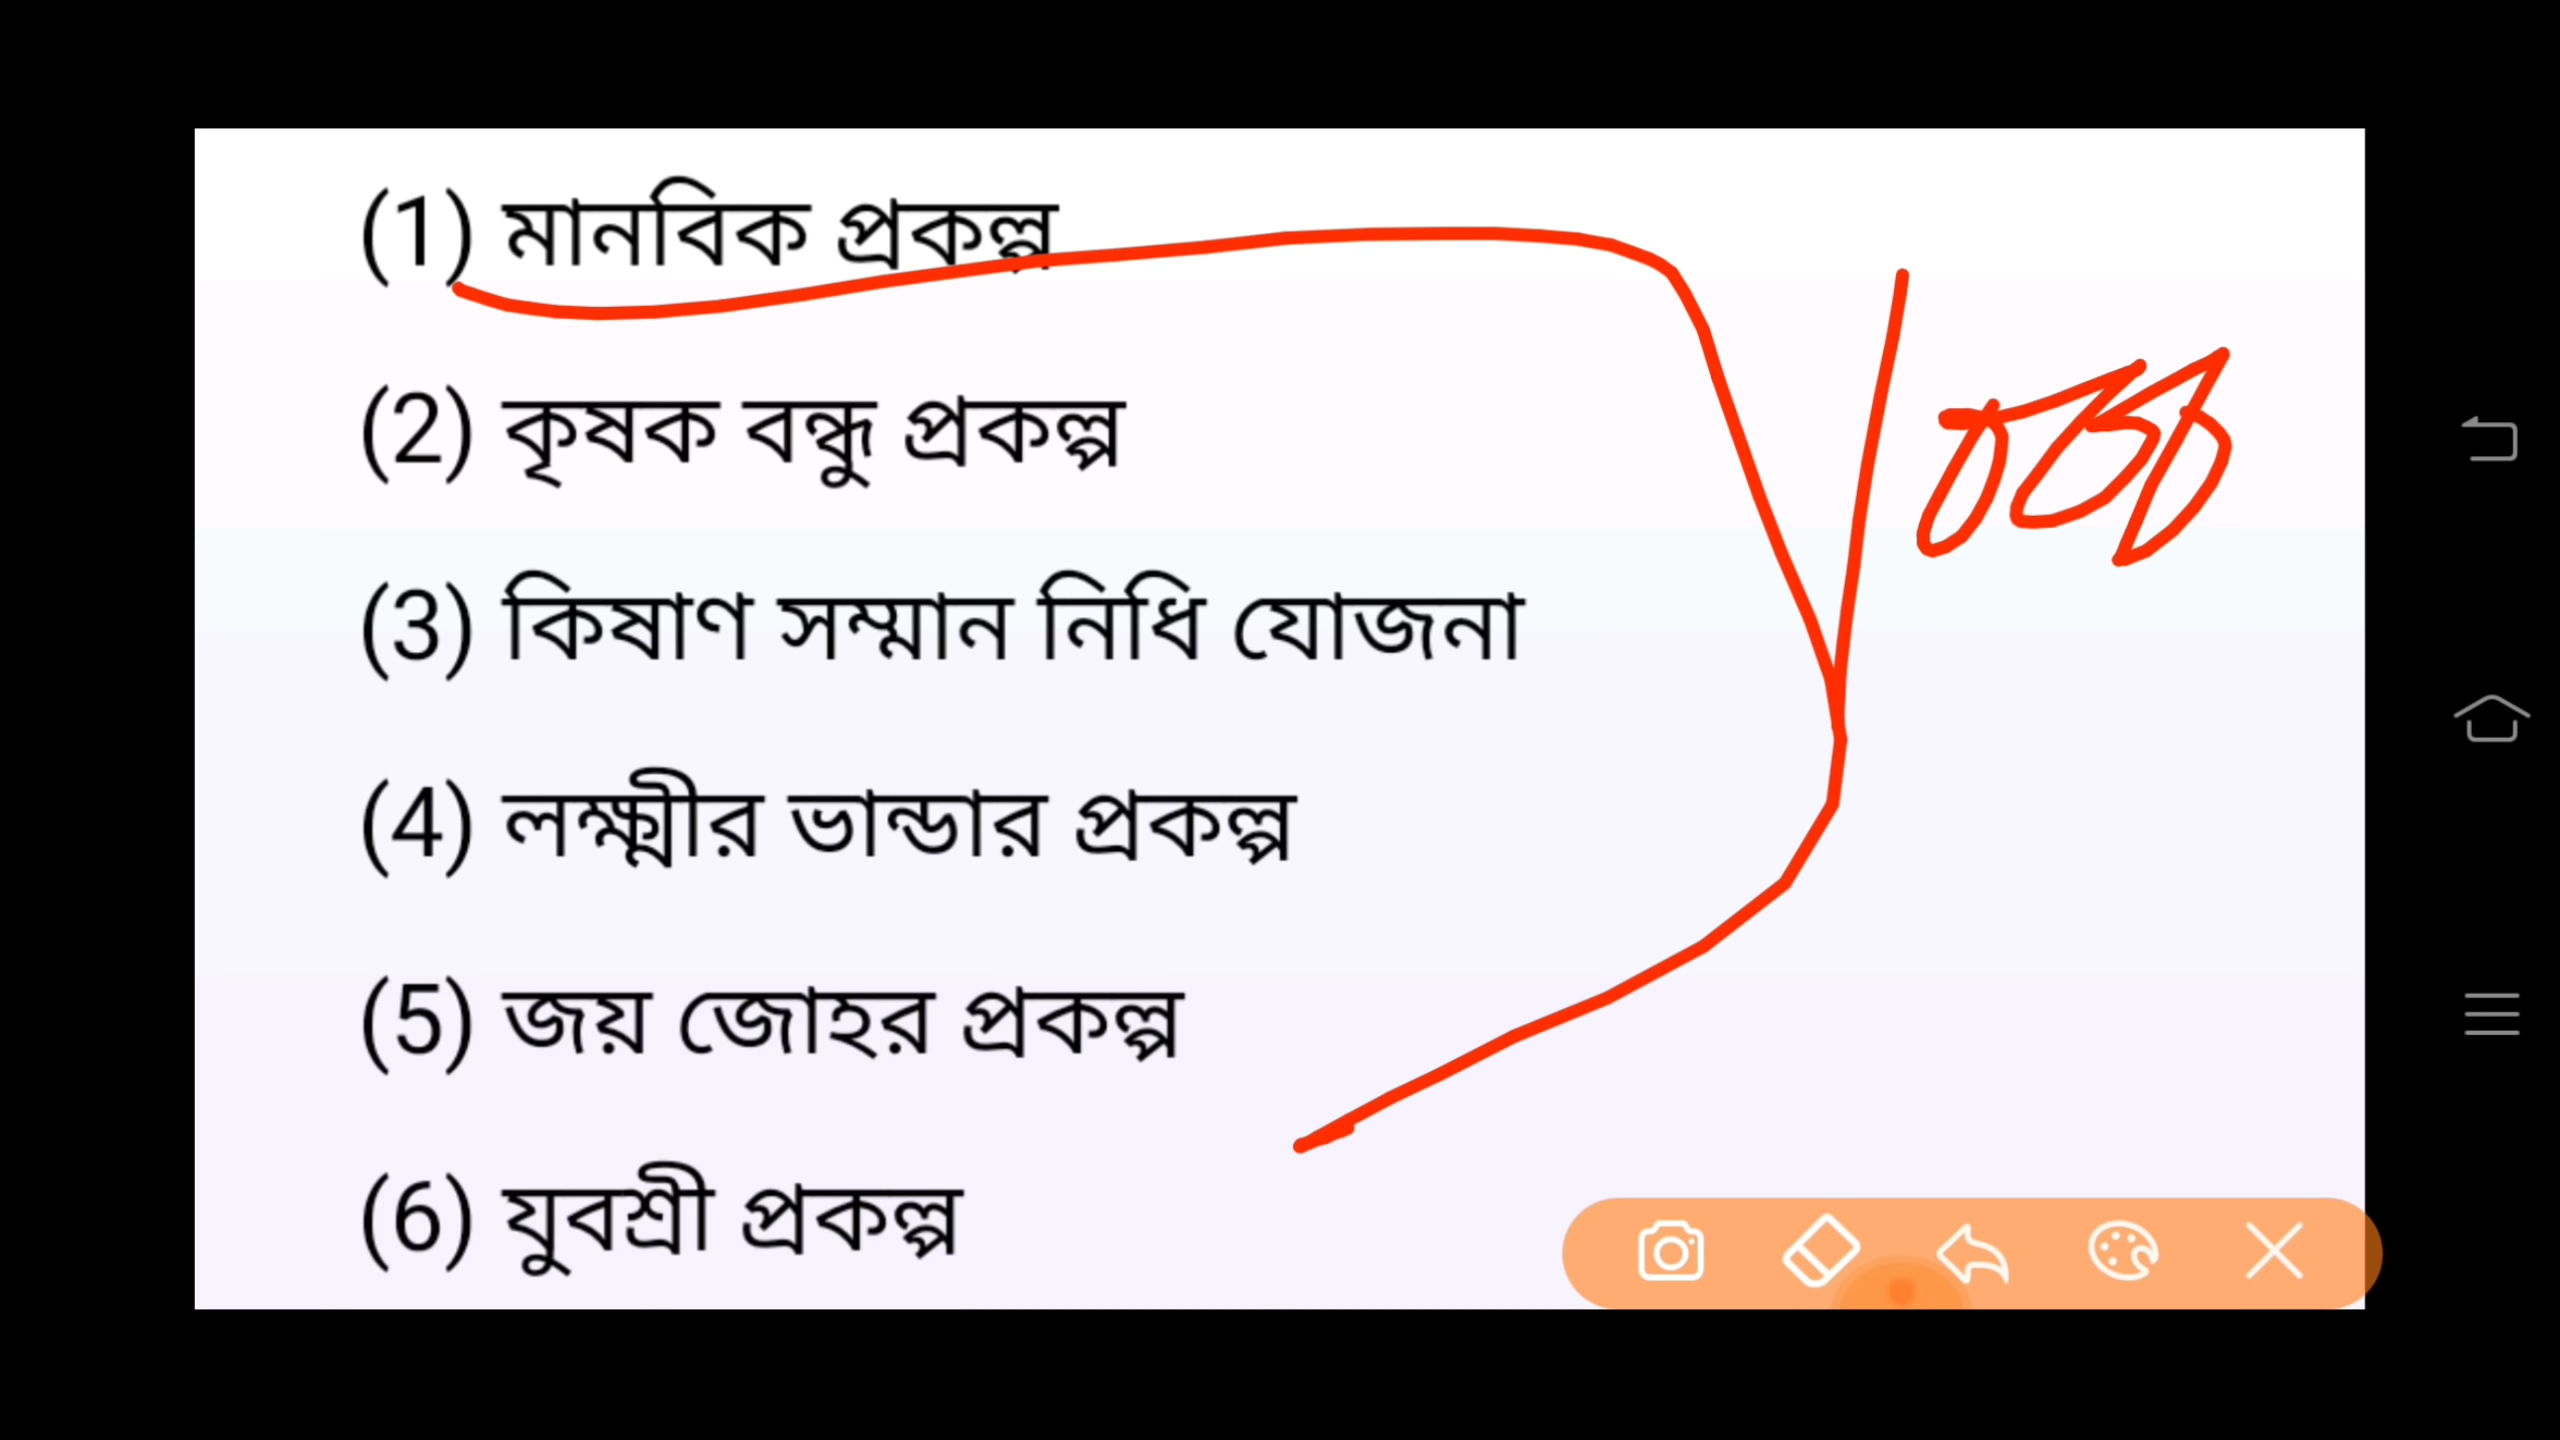 (1) মানবিক প্রকল্প
(2) কৃষক বন্ধু প্রকল্প
(3) কিষাণ সম্মান নিধি যোজনা
(4) লক্ষ্মীর ভান্ডার প্রকল্প
(5) জয় জোহর প্রকল্প
(6) যুবশ্রী প্রকল্প